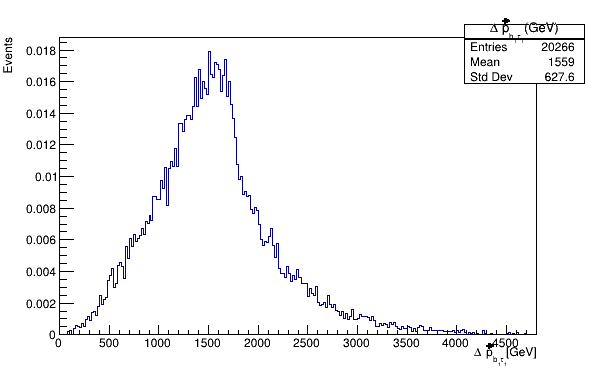 Δ p⃗ b₁τ₁ (GeV)
Entries 20266
Mean 1559
Std Dev 627.6
Events
0.018
0.016
0.014
0.012
0.01
0.008
0.006
0.004
0.002
0
0 500 1000 1500 2000 2500 3000 3500 4000 4500
Δ p⃗ b₁τ₁ [GeV]